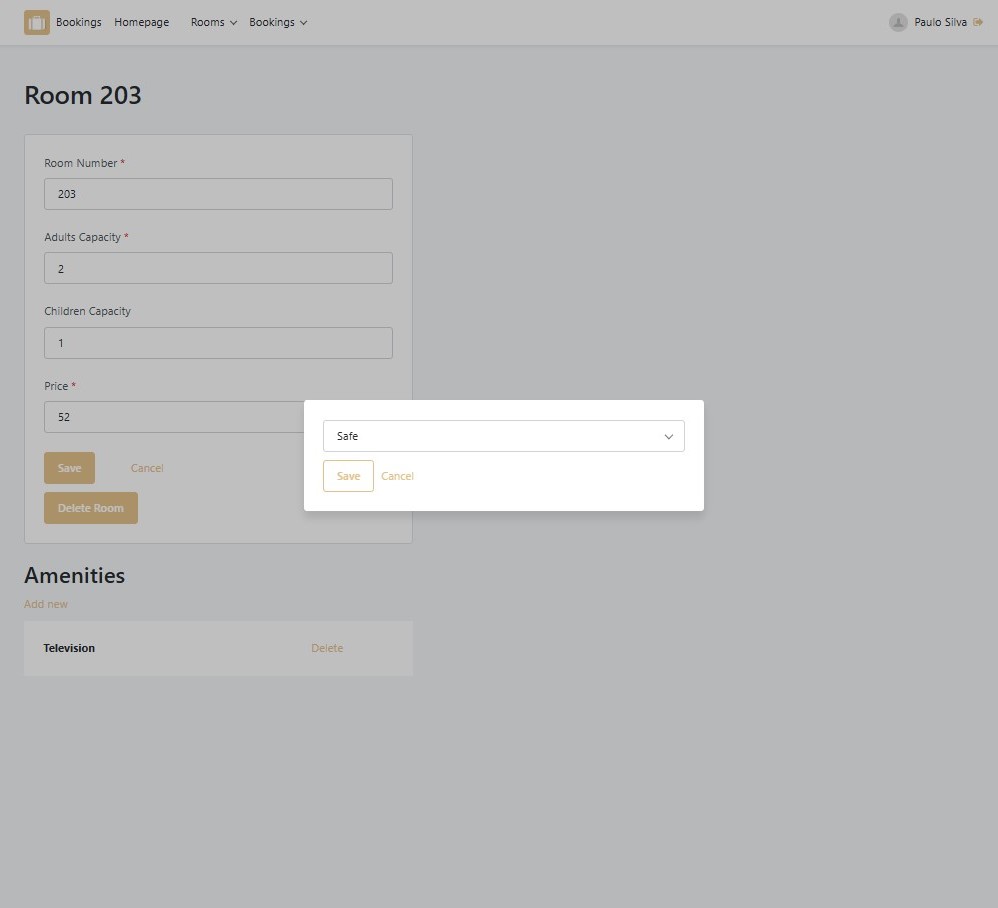 Bookings Homepage Rooms Bookings Paulo Silva
Room 203
Room Number *
203
Adults Capacity *
2
Children Capacity
1
Price *
52
Safe
Save Cancel
Save Cancel
Delete Room
Amenities
Add new
Television Delete